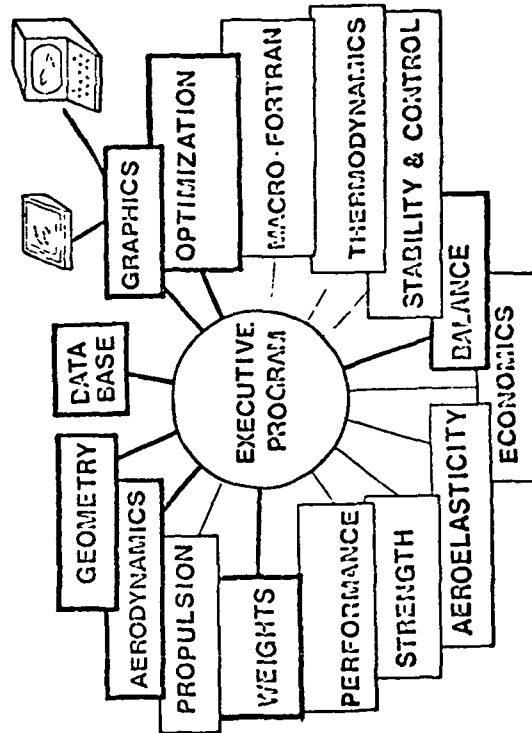 GEOMETRY
DATA
BASE
GRAPHICS
AERODYNAMICS
OPTIMIZATION
PROPULSION
MACRO-FORTRAN
WEIGHTS
EXECUTIVE
PROGRAM
THERMODYNAMICS
PERFORMANCE
STABILITY & CONTROL
STRENGTH
BALANCE
AEROELASTICITY
ECONOMICS